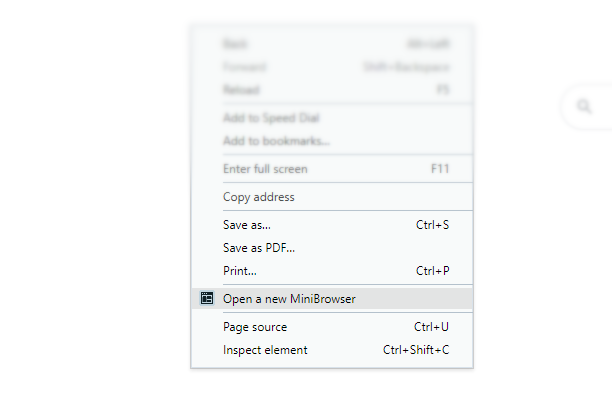 Back Alt+Left
Forward Shift+Backspace
Reload F5
Add to Speed Dial
Add to bookmarks...
Enter full screen F11
Copy address
Save as... Ctrl+S
Save as PDF...
Print... Ctrl+P
Open a new MiniBrowser
Page source Ctrl+U
Inspect element Ctrl+Shift+C